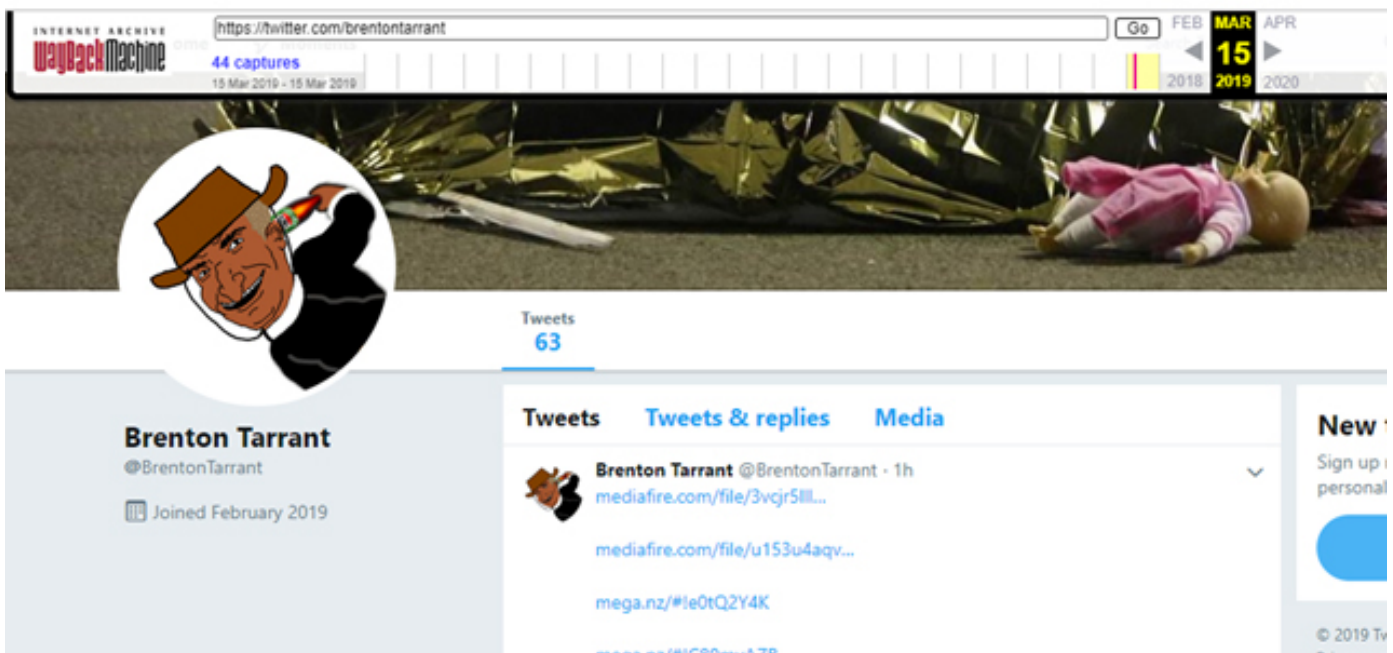 INTERNET ARCHIVE
WayBackMachine
https://twitter.com/brentontarrant
Go
FEB MAR APR
44 captures
15
15 Mar 2019 - 15 Mar 2019
2018 2019 2020
Tweets
63
Brenton Tarrant
@BrentonTarrant
Joined February 2019
Tweets Tweets & replies Media
Brenton Tarrant @BrentonTarrant · 1h
mediafire.com/file/3vcjr5lll...
mediafire.com/file/u153u4aqv...
mega.nz/#!e0tQ2Y4K
New
Sign up
personal
© 2019 Tw